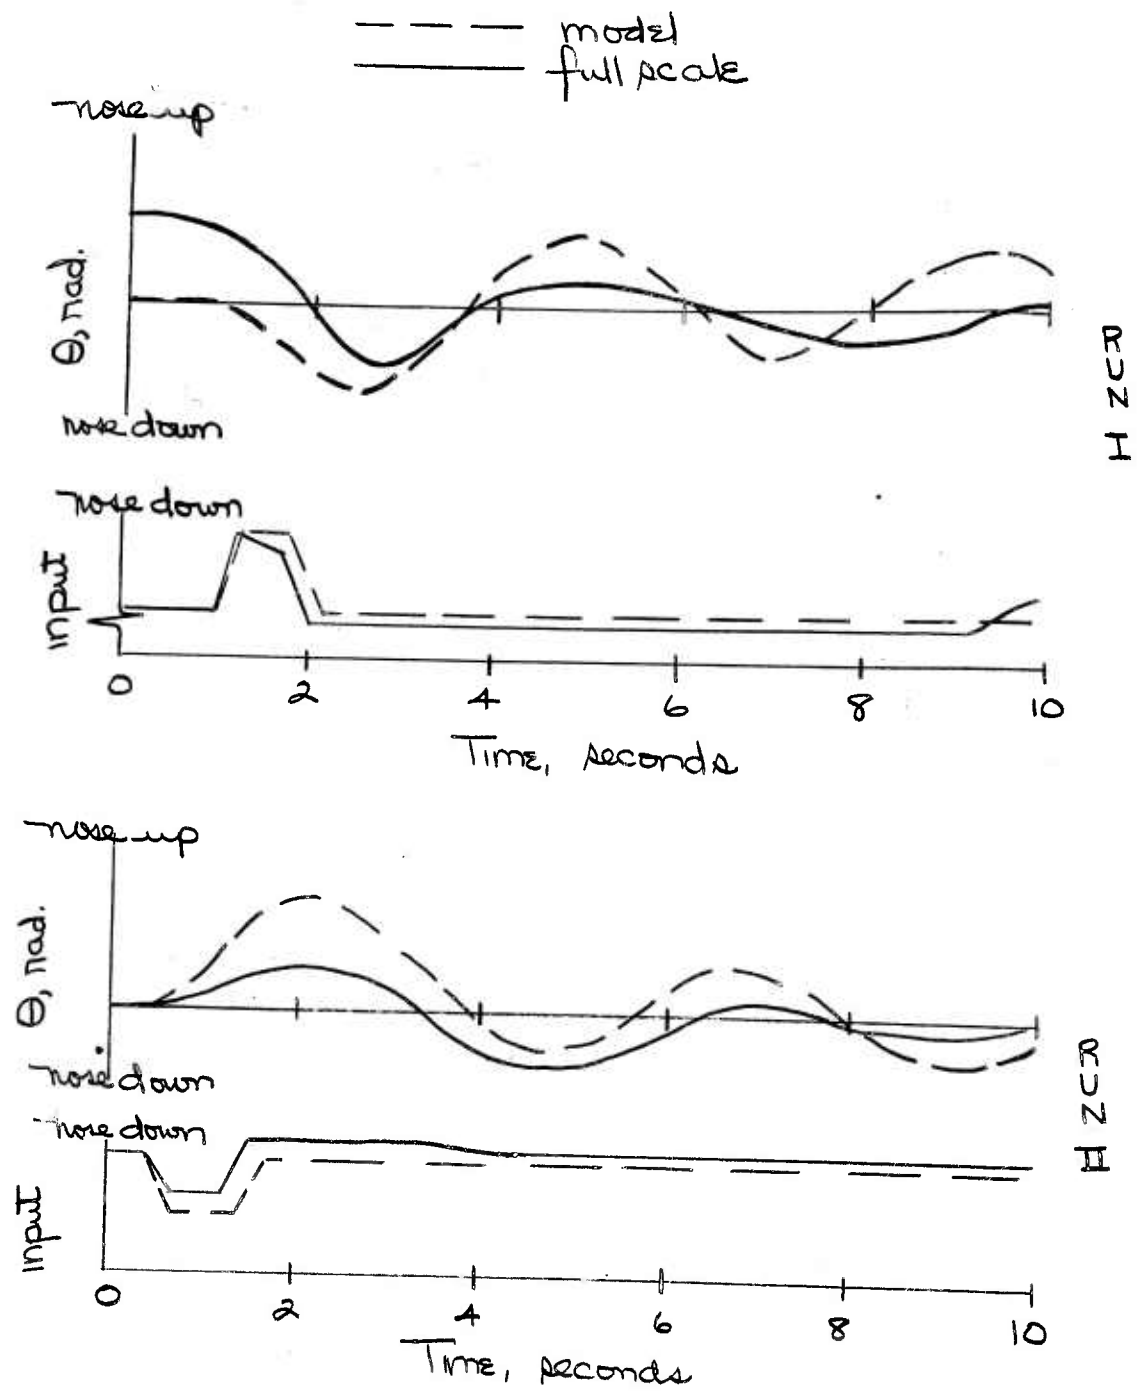 model
full scale
nose up
θ, rad.
nose down
RUN I
nose down
input
0 2 4 6 8 10
Time, seconds
nose up
θ, rad.
nose down
RUN II
nose down
input
0 2 4 6 8 10
Time, seconds